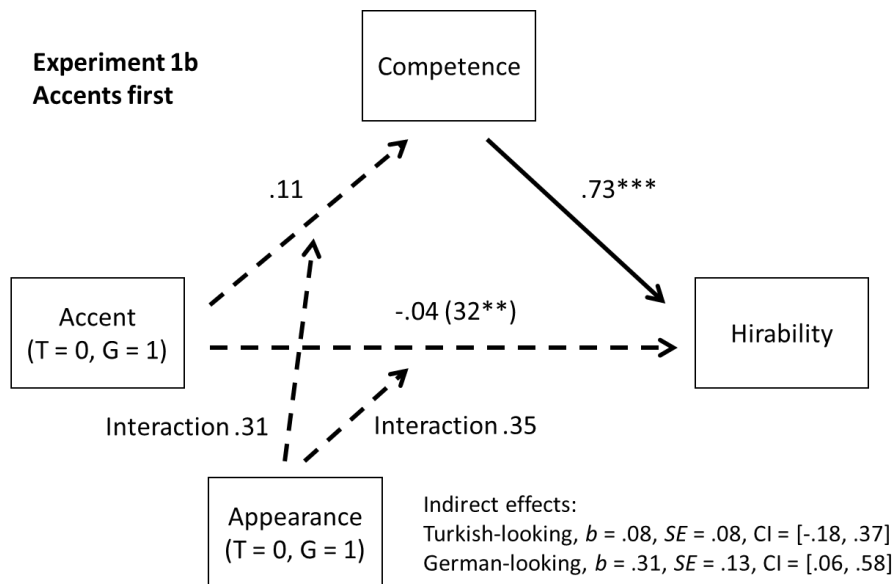 Experiment 1b
Accents first
Competence
.11
.73***
Accent
(T = 0, G = 1)
-.04 (32**)
Hirability
Interaction .31
Interaction .35
Appearance
(T = 0, G = 1)
Indirect effects:
Turkish-looking, b = .08, SE = .08, CI = [-.18, .37]
German-looking, b = .31, SE = .13, CI = [.06, .58]